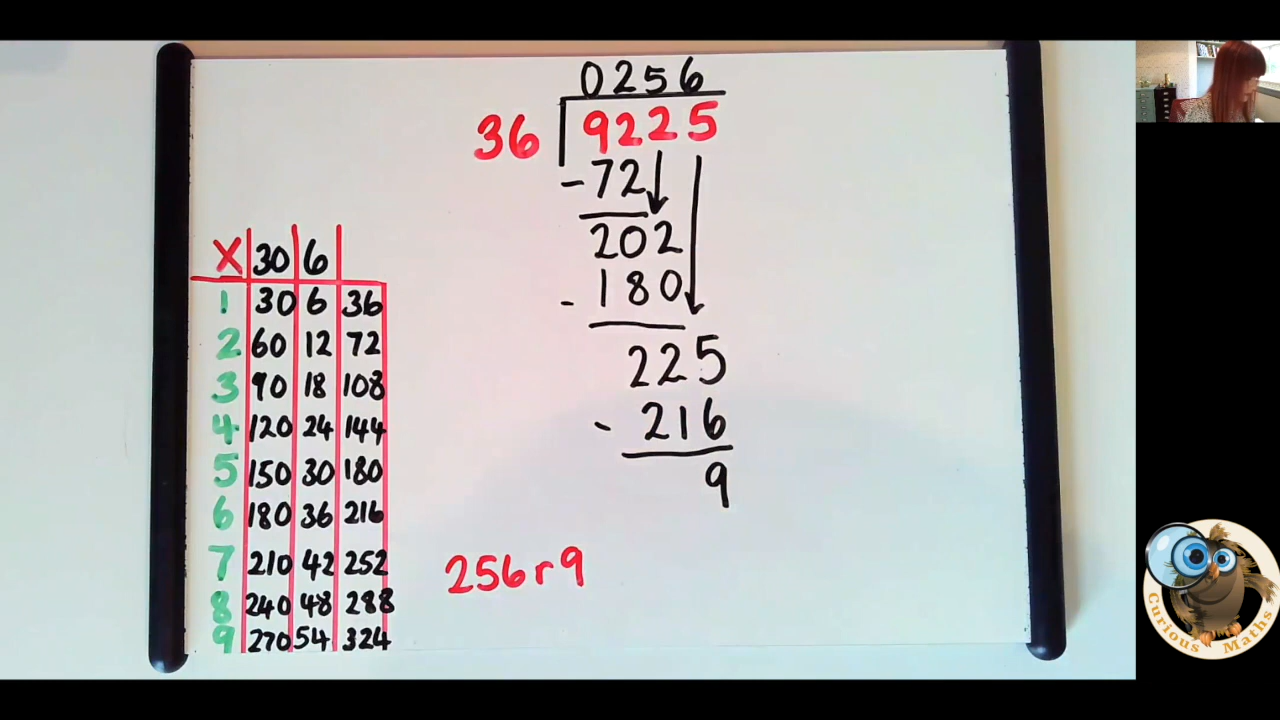 0256
36 9225
-72
202
- 180
225
- 216
9
X 30 6
1 30 6 36
2 60 12 72
3 90 18 108
4 120 24 144
5 150 30 180
6 180 36 216
7 210 42 252
8 240 48 288
9 270 54 324
256 r 9
Curious Maths